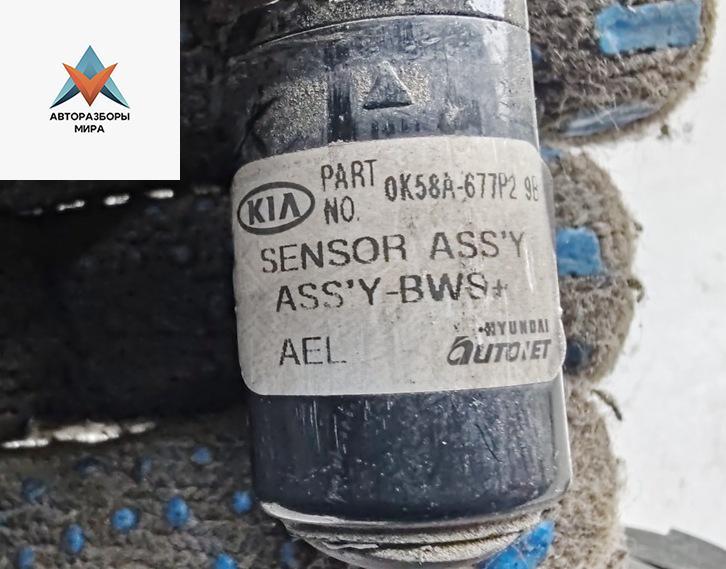 АВТОРАЗБОРЫ
МИРА
KIA
PART NO. 0K58A-677P2 9B
SENSOR ASS'Y
ASS'Y-BWS+
AEL
HYUNDAI
AUTONET